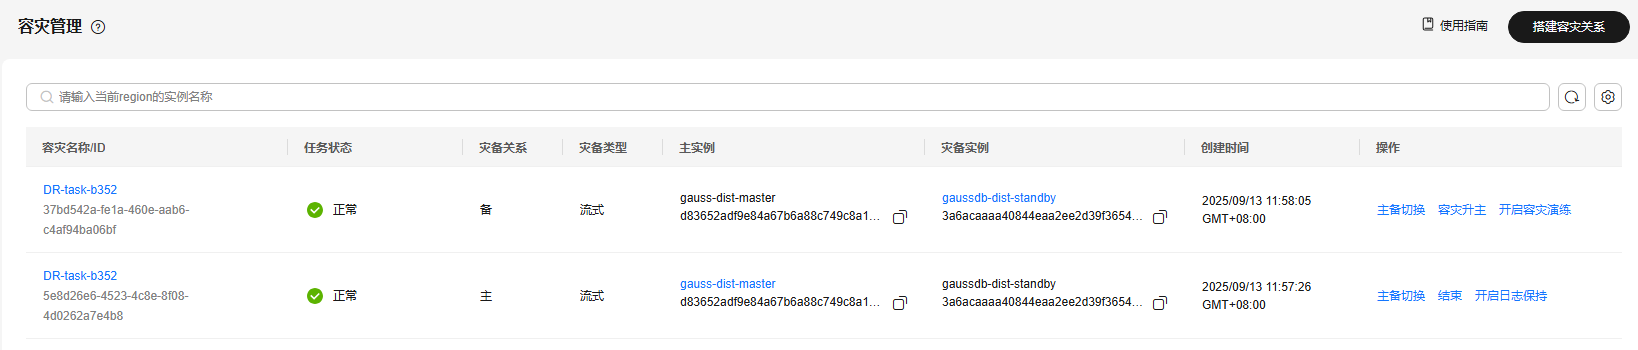 容灾管理
使用指南
搭建容灾关系
请输入当前region的实例名称
容灾名称/ID 任务状态 灾备关系 灾备类型 主实例 灾备实例 创建时间 操作
DR-task-b352
37bd542a-fe1a-460e-aab6-
c4af94ba06bf
正常
备
流式
gauss-dist-master
d83652adf9e84a67b6a88c749c8a1...
gaussdb-dist-standby
3a6acaaaa40844eaa2ee2d39f3654...
2025/09/13 11:58:05
GMT+08:00
主备切换 容灾升主 开启容灾演练
DR-task-b352
5e8d26e6-4523-4c8e-8f08-
4d0262a7e4b8
正常
主
流式
gauss-dist-master
d83652adf9e84a67b6a88c749c8a1...
gaussdb-dist-standby
3a6acaaaa40844eaa2ee2d39f3654...
2025/09/13 11:57:26
GMT+08:00
主备切换 结束 开启日志保持